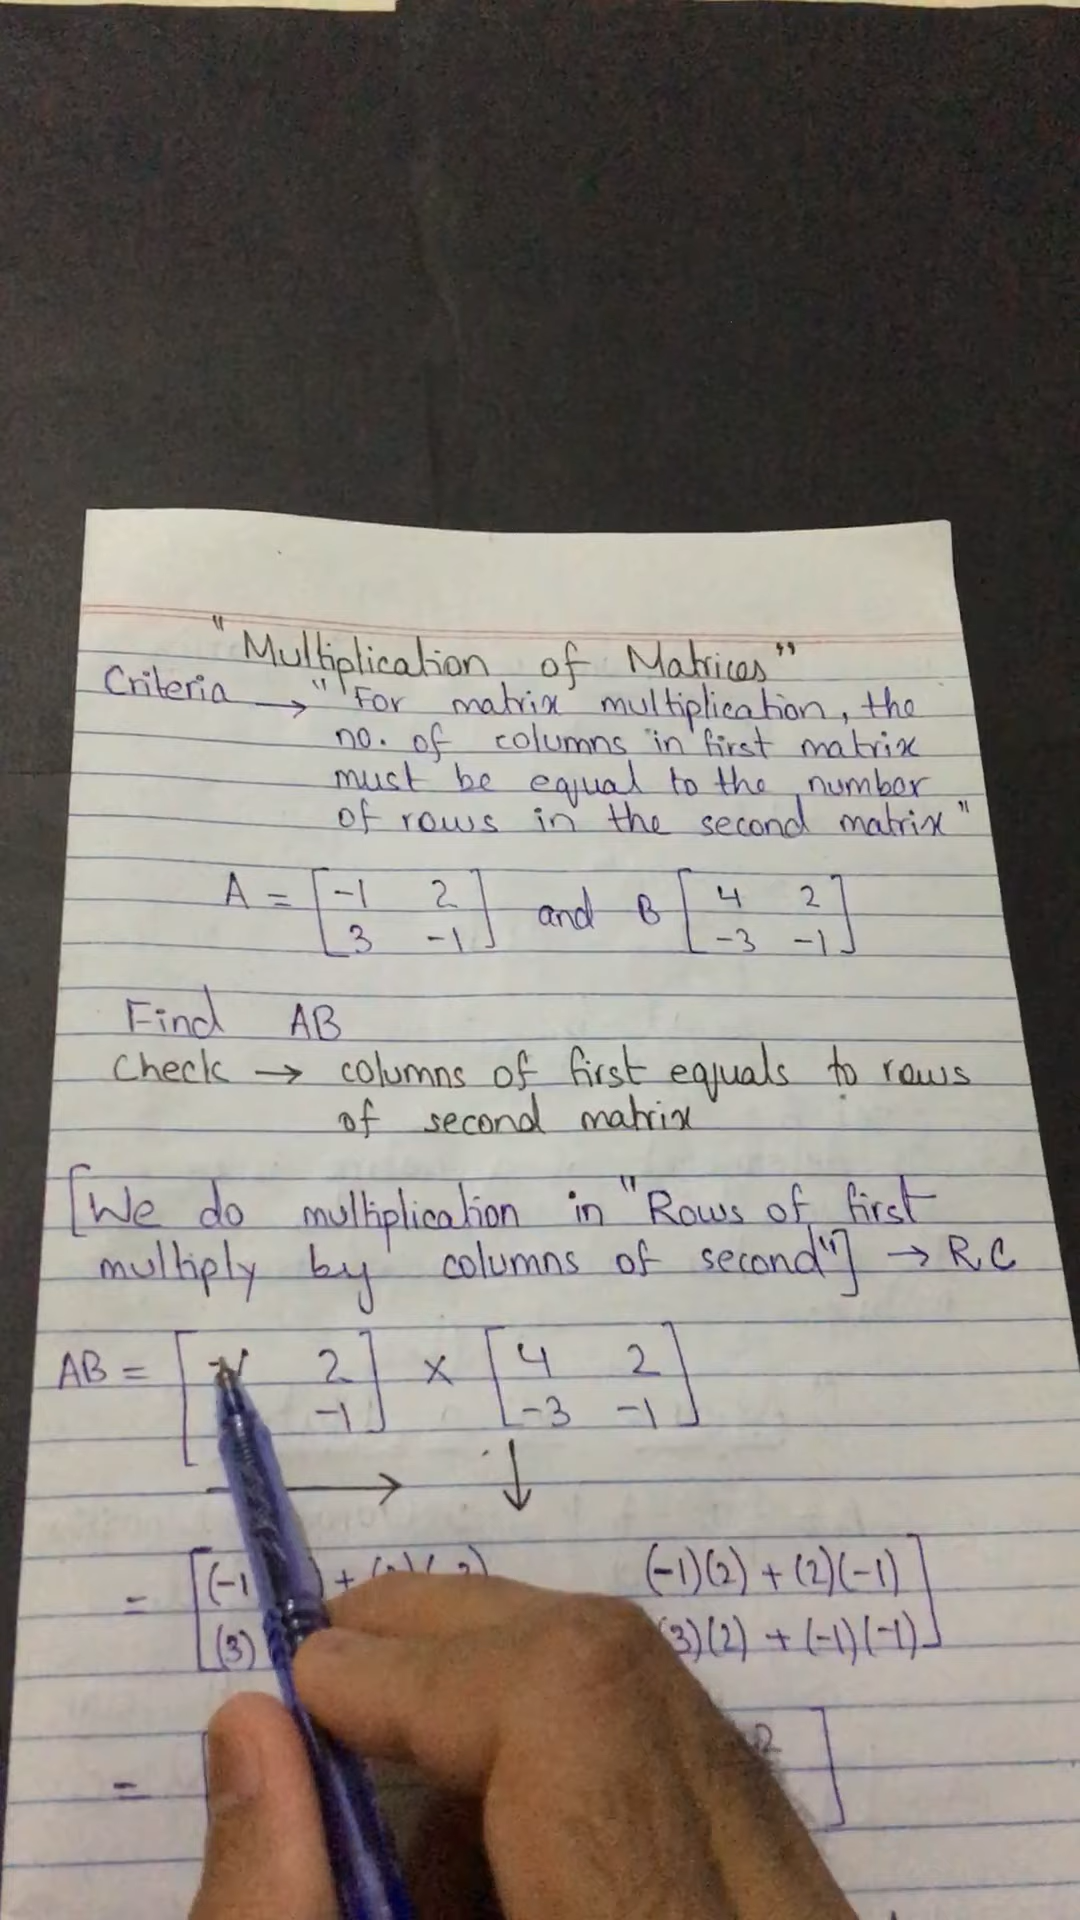 "Multiplication of Matrices"
Criteria → "For matrix multiplication, the
no. of columns in first matrix
must be equal to the number
of rows in the second matrix"
A = [-1 2] and B [4 2]
[3 -1] [-3 -1]
Find AB
Check → columns of first equals to rows
of second matrix
[We do multiplication in "Rows of first
multiply by columns of second"] → RC
AB = [ 2] × [4 2]
[ -1] [-3 -1]
→ ↓
= [(-1 + (-1)(2) + (2)(-1)]
[(3) 3)(2) + (-1)(-1)]
= [ 2 ]